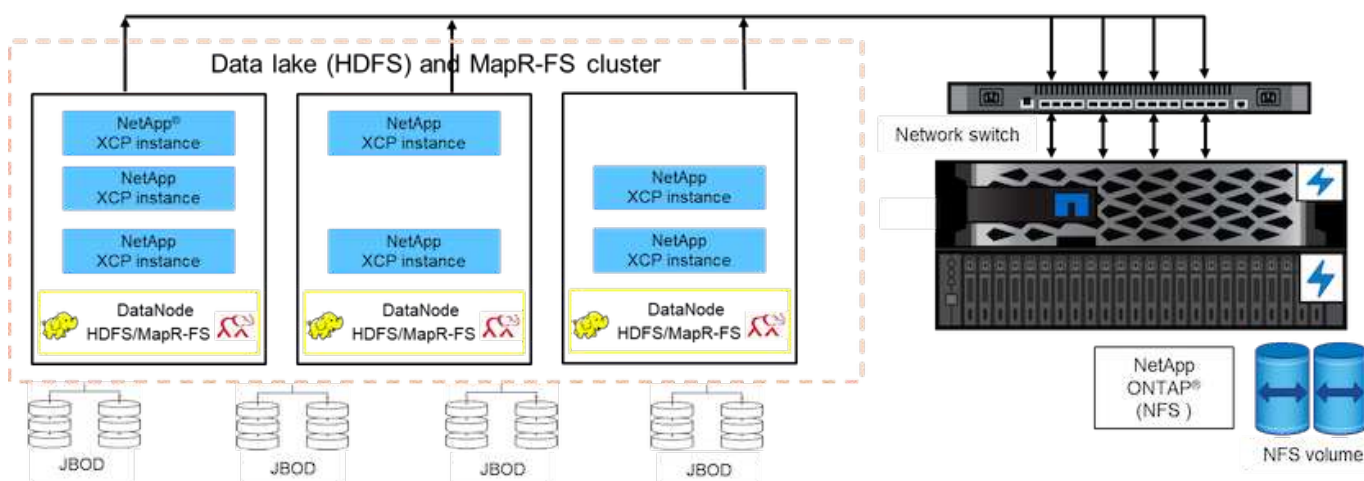 Data lake (HDFS) and MapR-FS cluster
NetApp®
XCP instance
NetApp
XCP instance
NetApp
XCP instance
DataNode
HDFS/MapR-FS
NetApp
XCP instance
NetApp
XCP instance
DataNode
HDFS/MapR-FS
NetApp
XCP instance
NetApp
XCP instance
DataNode
HDFS/MapR-FS
JBOD
JBOD
JBOD
JBOD
Network switch
NetApp
ONTAP®
(NFS )
NFS volume